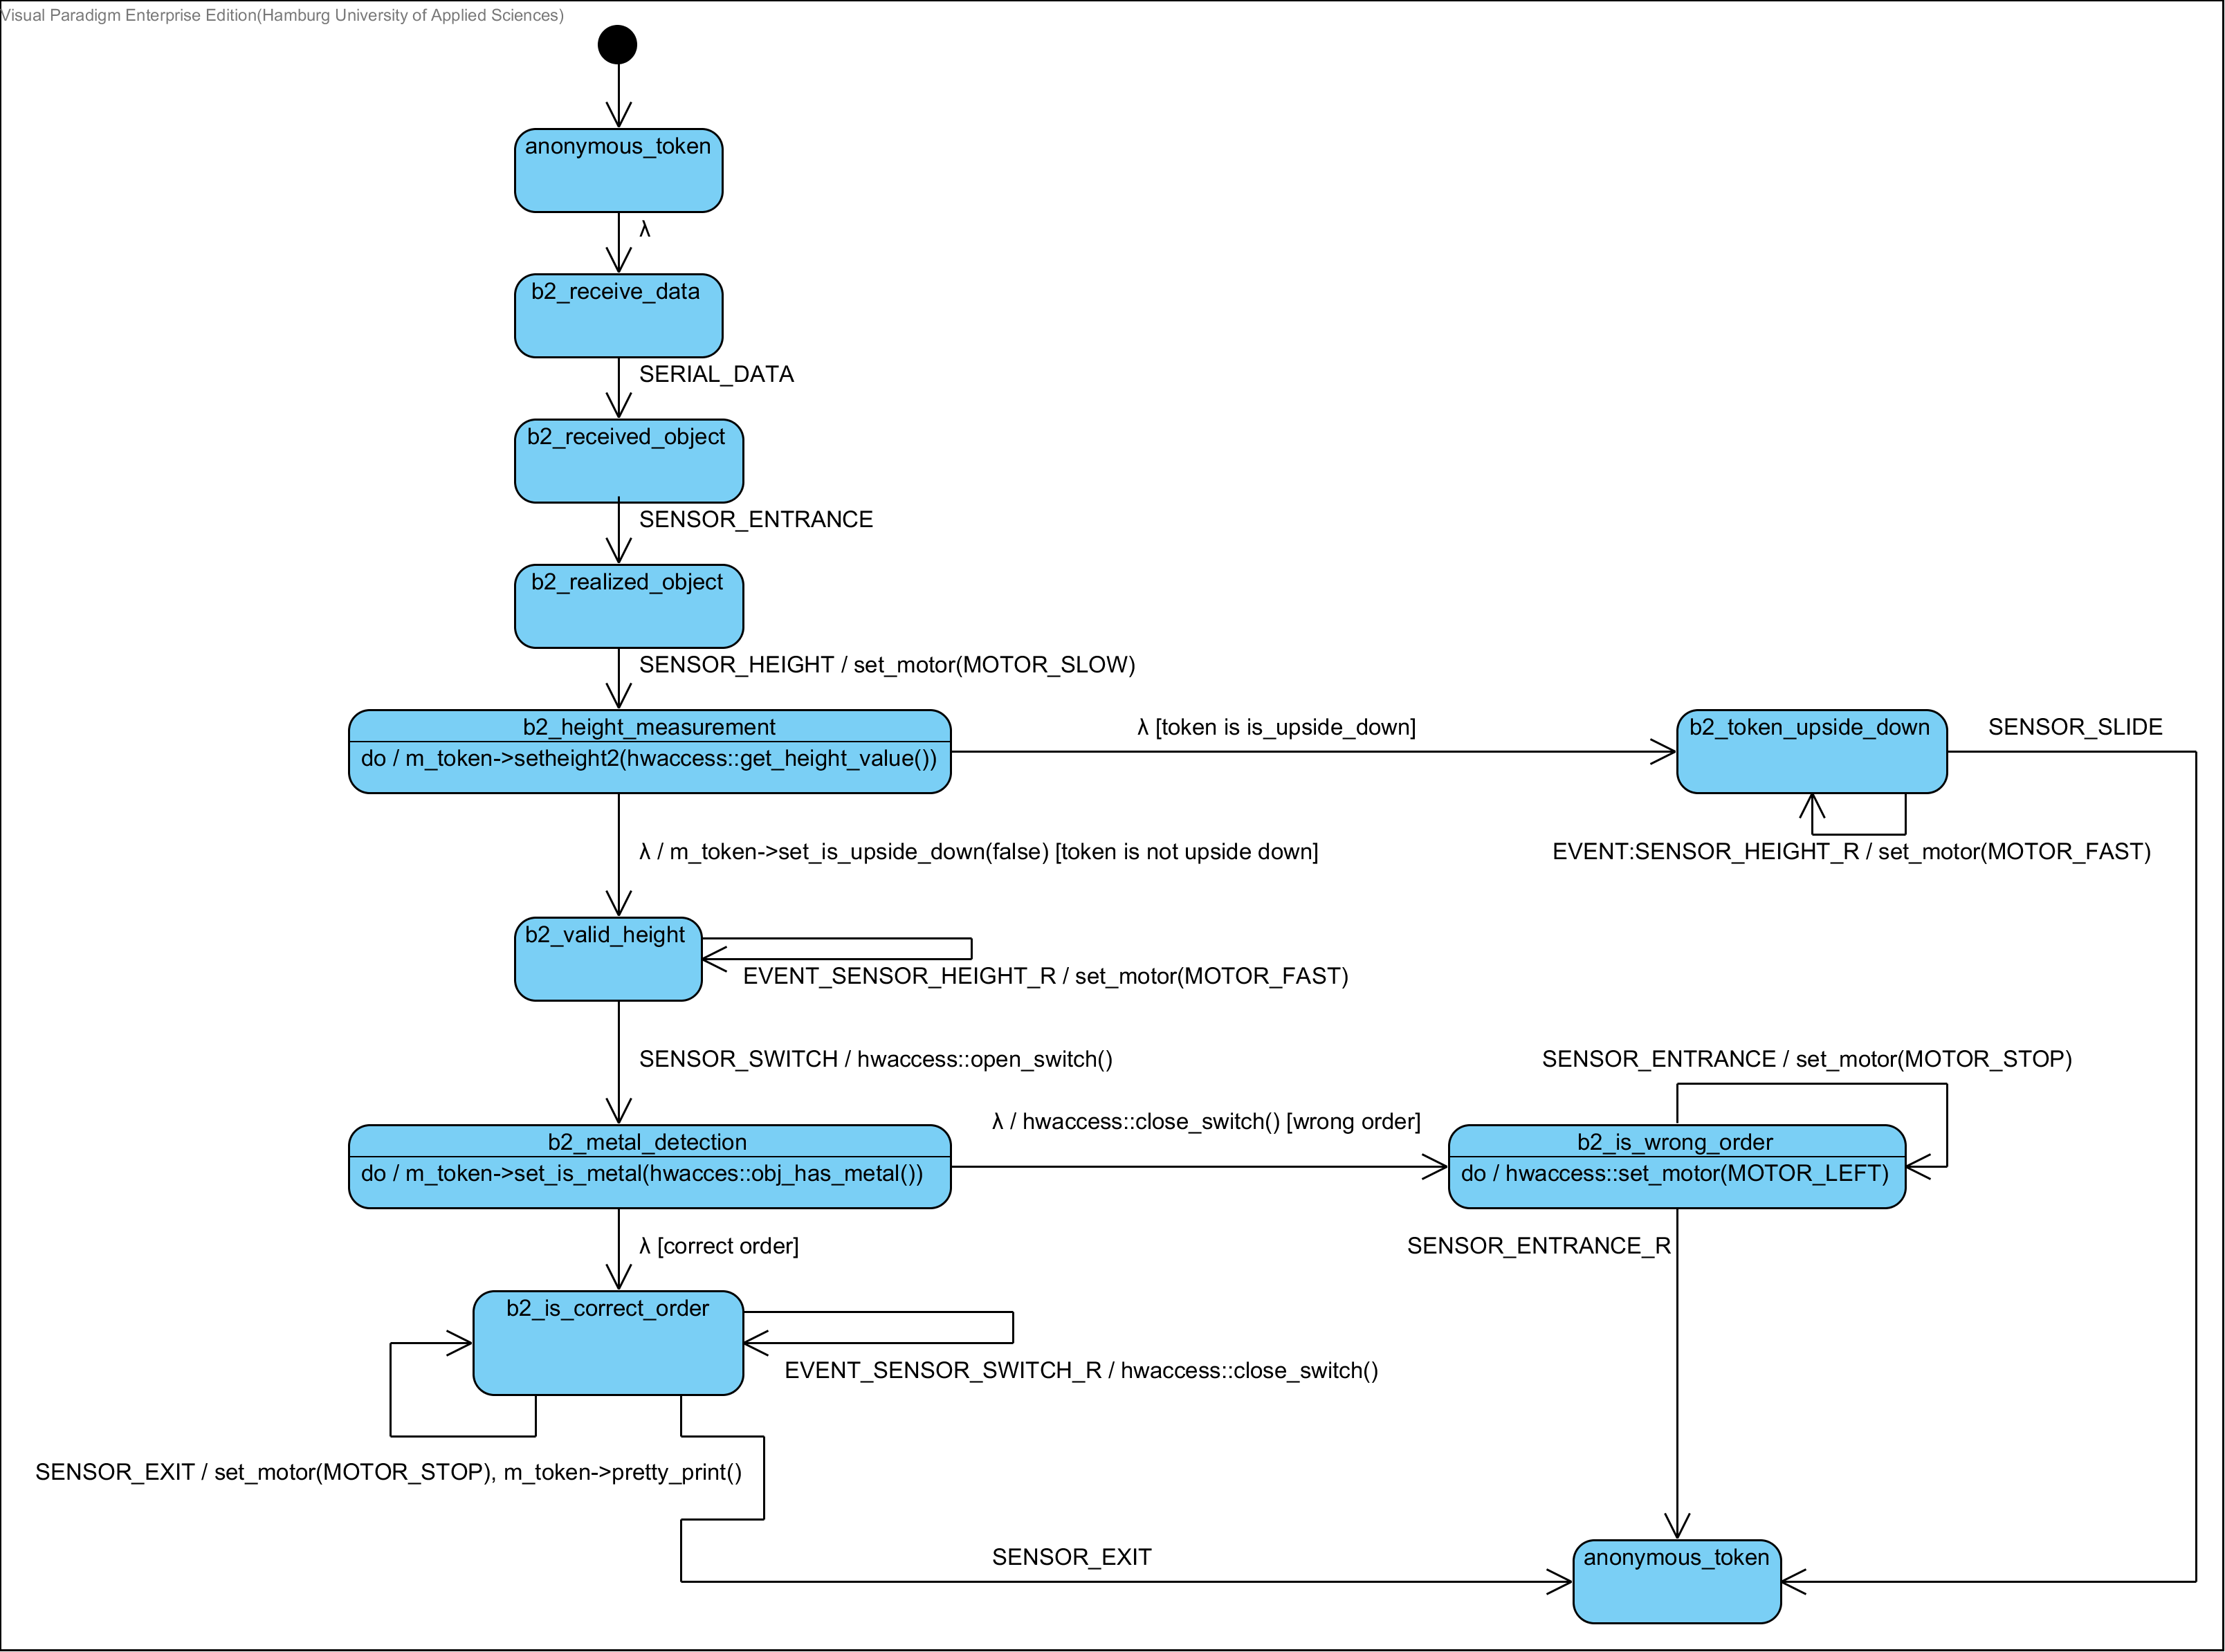 Visual Paradigm Enterprise Edition(Hamburg University of Applied Sciences)
anonymous_token
λ
b2_receive_data
SERIAL_DATA
b2_received_object
SENSOR_ENTRANCE
b2_realized_object
SENSOR_HEIGHT / set_motor(MOTOR_SLOW)
b2_height_measurement
do / m_token->setheight2(hwaccess::get_height_value())
λ [token is is_upside_down]
b2_token_upside_down
SENSOR_SLIDE
λ / m_token->set_is_upside_down(false) [token is not upside down]
EVENT:SENSOR_HEIGHT_R / set_motor(MOTOR_FAST)
b2_valid_height
EVENT_SENSOR_HEIGHT_R / set_motor(MOTOR_FAST)
SENSOR_SWITCH / hwaccess::open_switch()
SENSOR_ENTRANCE / set_motor(MOTOR_STOP)
λ / hwaccess::close_switch() [wrong order]
b2_metal_detection
do / m_token->set_is_metal(hwacces::obj_has_metal())
b2_is_wrong_order
do / hwaccess::set_motor(MOTOR_LEFT)
λ [correct order]
SENSOR_ENTRANCE_R
b2_is_correct_order
EVENT_SENSOR_SWITCH_R / hwaccess::close_switch()
SENSOR_EXIT / set_motor(MOTOR_STOP), m_token->pretty_print()
SENSOR_EXIT
anonymous_token